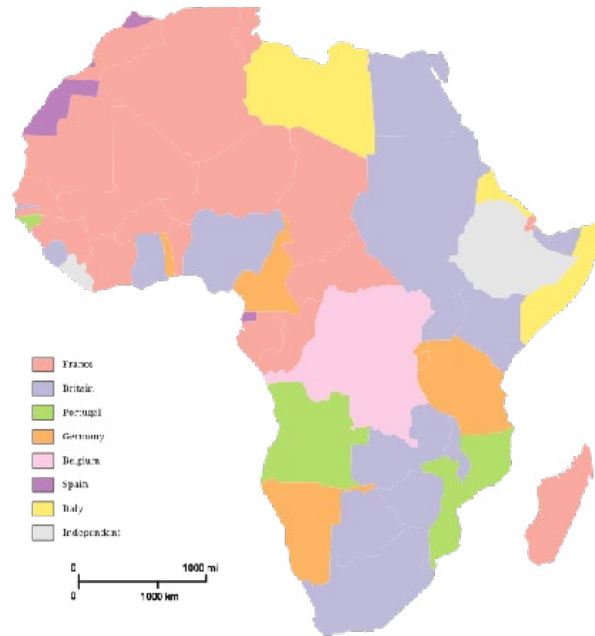 France
Britain
Portugal
Germany
Belgium
Spain
Italy
Independent
0 1000 mi
0 1000 km